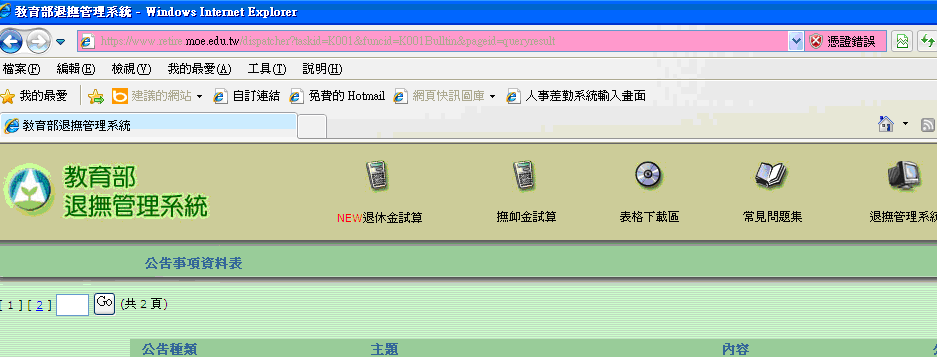 教育部退撫管理系統 - Windows Internet Explorer
https://www.retire.moe.edu.tw/dispatcher?taskid=K001&funcid=K001Bulltin&pageid=queryresult 憑證錯誤
檔案(F) 編輯(E) 檢視(V) 我的最愛(A) 工具(T) 說明(H)
我的最愛 建議的網站 自訂連結 免費的 Hotmail 網頁快訊圖庫 人事差勤系統輸入畫面
教育部退撫管理系統
教育部
退撫管理系統
NEW退休金試算 撫卹金試算 表格下載區 常見問題集 退撫管理系統
公告事項資料表
[ 1 ] [ 2 ] Go (共 2 頁)
公告種類 主題 內容